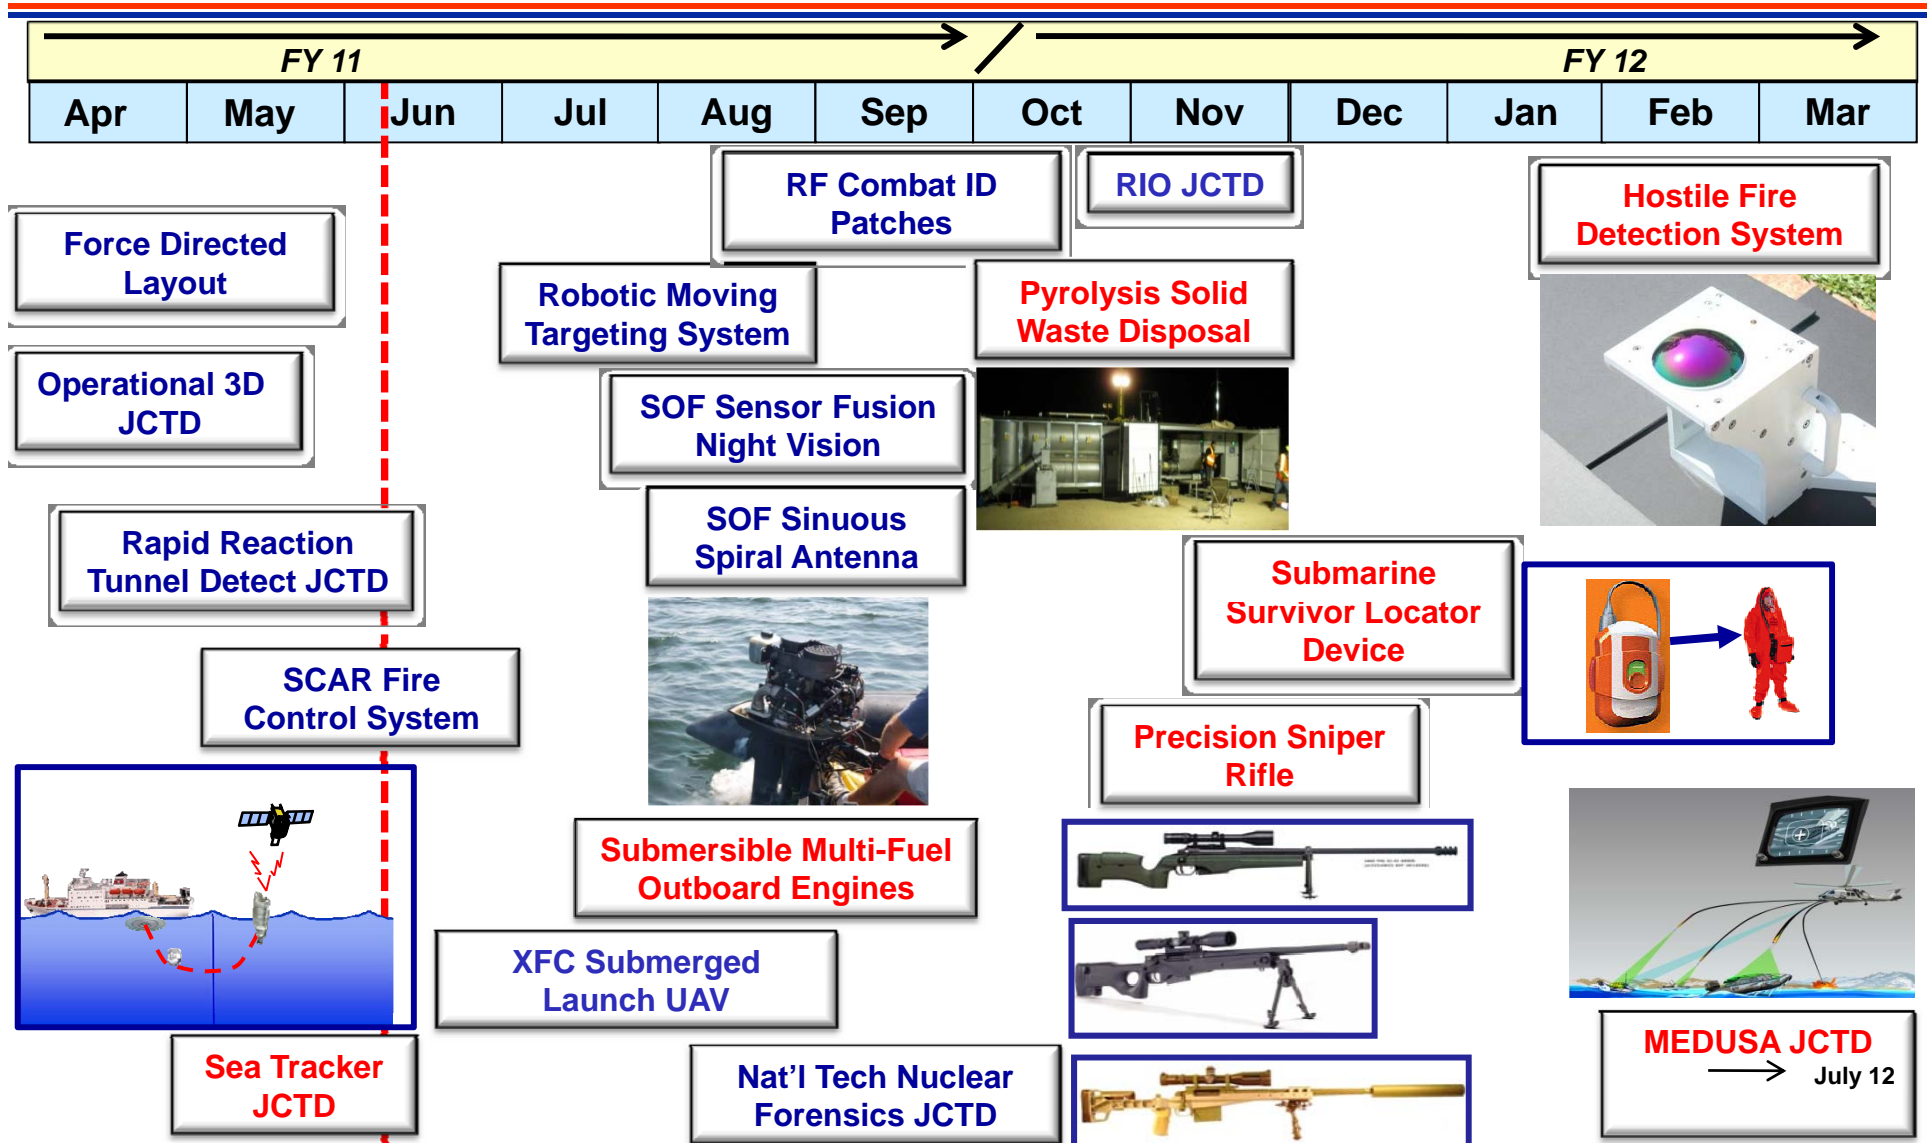 FY 11
FY 12
Apr May Jun Jul Aug Sep Oct Nov Dec Jan Feb Mar
RF Combat ID
Patches
RIO JCTD
Hostile Fire
Detection System
Force Directed
Layout
Robotic Moving
Targeting System
Pyrolysis Solid
Waste Disposal
Operational 3D
JCTD
SOF Sensor Fusion
Night Vision
SOF Sinuous
Spiral Antenna
Rapid Reaction
Tunnel Detect JCTD
Submarine
Survivor Locator
Device
SCAR Fire
Control System
Precision Sniper
Rifle
Submersible Multi-Fuel
Outboard Engines
XFC Submerged
Launch UAV
Sea Tracker
JCTD
Nat'l Tech Nuclear
Forensics JCTD
MEDUSA JCTD
July 12